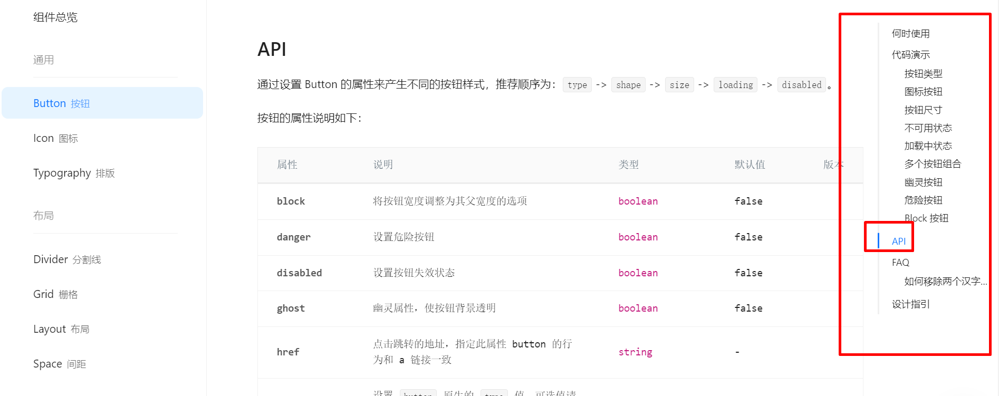 组件总览
通用
Button 按钮
Icon 图标
Typography 排版
布局
Divider 分割线
Grid 栅格
Layout 布局
Space 间距
API
通过设置 Button 的属性来产生不同的按钮样式，推荐顺序为： type -> shape -> size -> loading -> disabled 。
按钮的属性说明如下：
属性 说明 类型 默认值 版本
block 将按钮宽度调整为其父宽度的选项 boolean false
danger 设置危险按钮 boolean false
disabled 设置按钮失效状态 boolean false
ghost 幽灵属性，使按钮背景透明 boolean false
href 点击跳转的地址，指定此属性 button 的行 string -
为和 a 链接一致
设置 button 原生的 type 值，可选值请
何时使用
代码演示
按钮类型
图标按钮
按钮尺寸
不可用状态
加载中状态
多个按钮组合
幽灵按钮
危险按钮
Block 按钮
API
FAQ
如何移除两个汉字...
设计指引